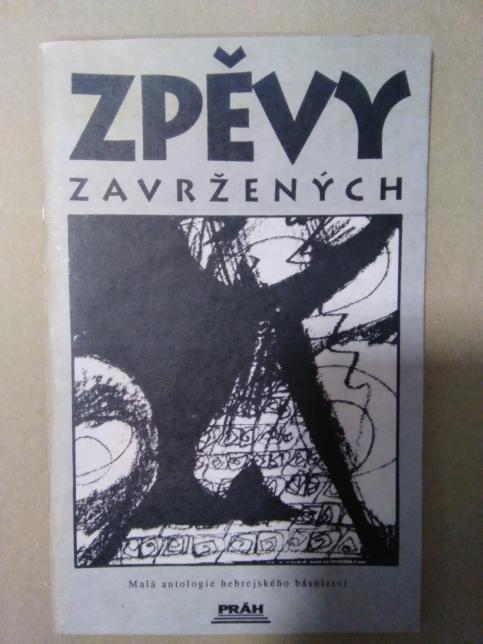 ZPĚVY
ZAVRŽENÝCH
Malá antologie hebrejského básnictví
PRÁH